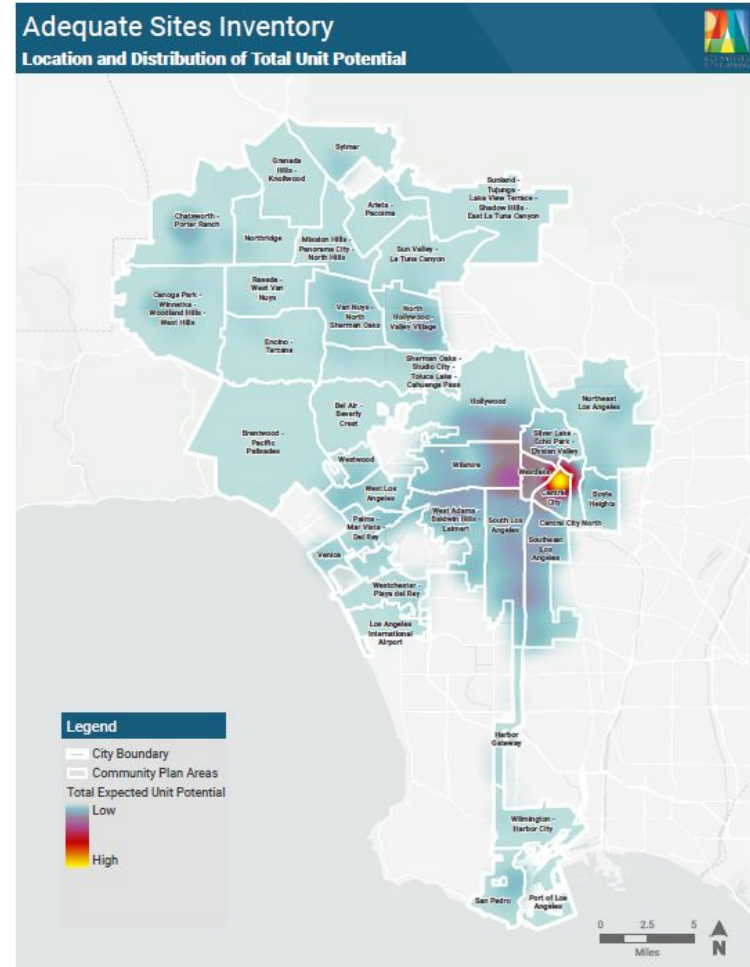 Adequate Sites Inventory
Location and Distribution of Total Unit Potential
Sylmar
Granada
Hills -
Knollwood
Sunland -
Tujunga -
Lake View Terrace -
Shadow Hills -
East La Tuna Canyon
Arleta -
Pacoima
Chatsworth -
Porter Ranch
Northridge
Mission Hills -
Panorama City -
North Hills
Sun Valley -
La Tuna Canyon
Reseda -
West Van
Nuys
Canoga Park -
Winnetka -
Woodland Hills -
West Hills
Van Nuys -
North
Sherman Oaks
North
Hollywood -
Valley Village
Encino -
Tarzana
Sherman Oaks -
Studio City -
Toluca Lake -
Cahuenga Pass
Hollywood
Northeast
Los Angeles
Bel Air -
Beverly
Crest
Brentwood -
Pacific
Palisades
Silver Lake -
Echo Park -
Elysian Valley
Westwood
Wilshire
Westlake
West Los
Angeles
Central
City
Boyle
Heights
West Adams -
Baldwin Hills -
Leimert
South Los
Angeles
Central City North
Palms -
Mar Vista -
Del Rey
Southeast
Los
Angeles
Venice
Westchester -
Playa del Rey
Los Angeles
International
Airport
Harbor
Gateway
Wilmington -
Harbor City
San Pedro
Port of Los
Angeles
Legend
City Boundary
Community Plan Areas
Total Expected Unit Potential
Low
High
0 2.5 5
Miles
N